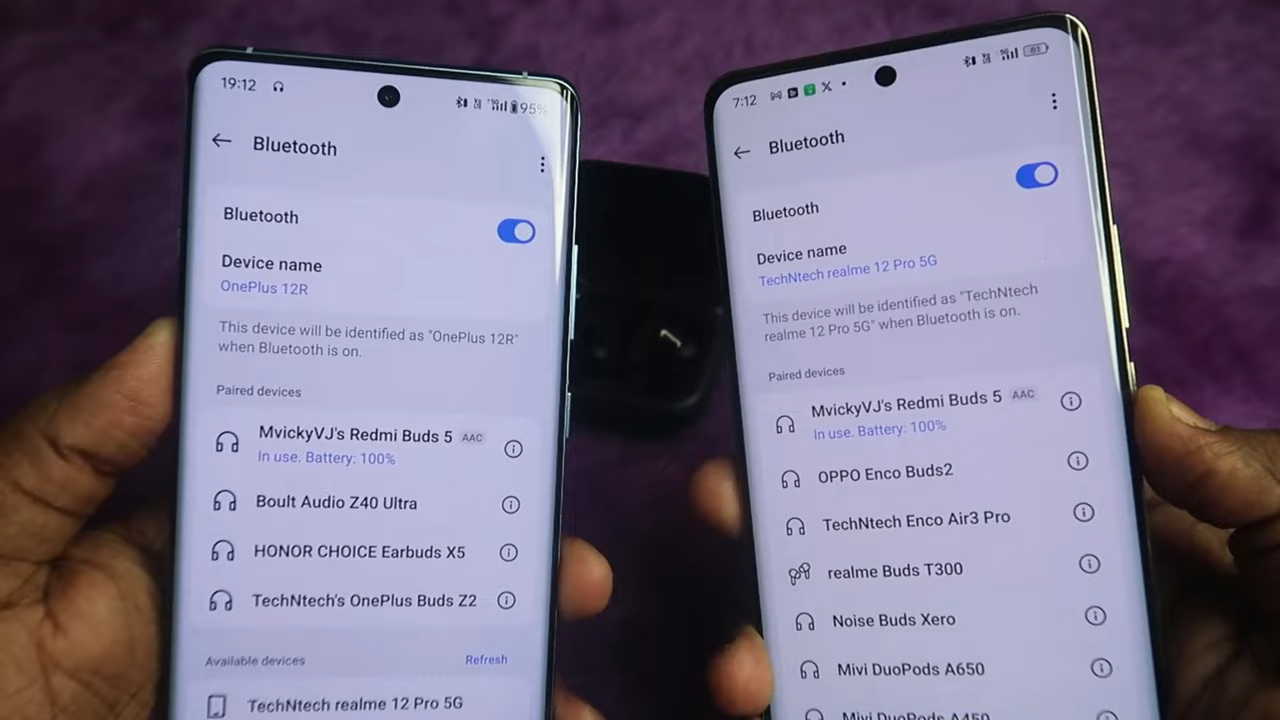 19:12
95%
Bluetooth
Bluetooth
Device name
OnePlus 12R
This device will be identified as "OnePlus 12R"
when Bluetooth is on.
Paired devices
MvickyVJ's Redmi Buds 5 AAC
In use. Battery: 100%
Boult Audio Z40 Ultra
HONOR CHOICE Earbuds X5
TechNtech's OnePlus Buds Z2
Available devices Refresh
TechNtech realme 12 Pro 5G
7:12
Bluetooth
Bluetooth
Device name
TechNtech realme 12 Pro 5G
This device will be identified as "TechNtech
realme 12 Pro 5G" when Bluetooth is on.
Paired devices
MvickyVJ's Redmi Buds 5 AAC
In use. Battery: 100%
OPPO Enco Buds2
TechNtech Enco Air3 Pro
realme Buds T300
Noise Buds Xero
Mivi DuoPods A650
Mivi DuoPods A450